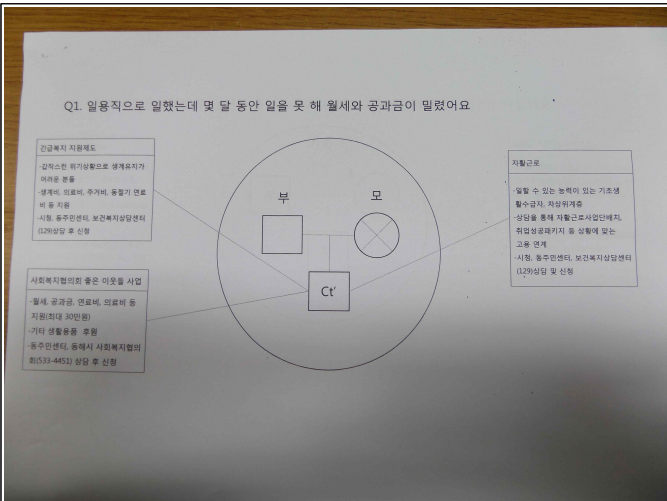 Q1. 일용직으로 일했는데 몇 달 동안 일을 못 해 월세와 공과금이 밀렸어요
긴급복지 지원제도
-갑작스런 위기상황으로 생계유지가
어려운 분들
-생계비, 의료비, 주거비, 동절기 연료
비 등 지원
-시청, 동주민센터, 보건복지상담센터
(129)상담 후 신청
사회복지협의회 좋은 이웃들 사업
-월세, 공과금, 연료비, 의료비 등
지원(최대 30만원)
-기타 생활용품 후원
-동주민센터, 동해시 사회복지협의
회(533-4451) 상담 후 신청
부
모
Ct'
자활근로
-일할 수 있는 능력이 있는 기초생
활수급자, 차상위계층
-상담을 통해 자활근로사업단배치,
취업성공패키지 등 상황에 맞는
고용 연계
-시청, 동주민센터, 보건복지상담센터
(129)상담 및 신청